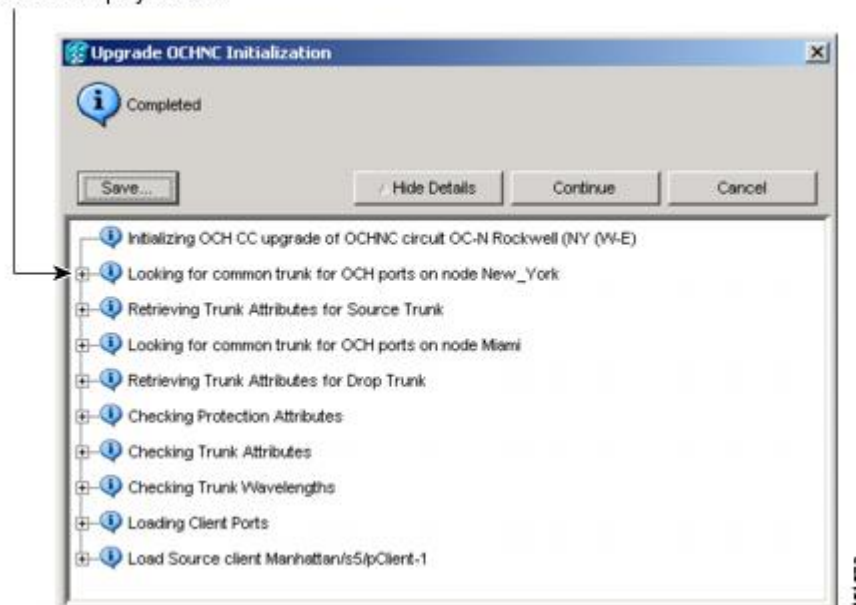 Upgrade OCHNC Initialization
Completed
Save...
Hide Details
Continue
Cancel
Initializing OCH CC upgrade of OCHNC circuit OC-N Rockwell (NY (W-E)
Looking for common trunk for OCH ports on node New_York
Retrieving Trunk Attributes for Source Trunk
Looking for common trunk for OCH ports on node Miami
Retrieving Trunk Attributes for Drop Trunk
Checking Protection Attributes
Checking Trunk Attributes
Checking Trunk Wavelengths
Loading Client Ports
Load Source client Manhattan/s5/pClient-1